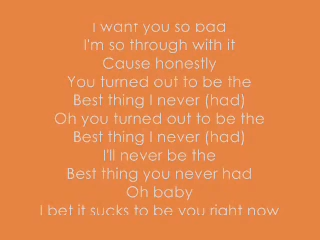 I want you so bad
I'm so through with it
Cause honestly
You turned out to be the
Best thing I never (had)
Oh you turned out to be the
Best thing I never (had)
I'll never be the
Best thing you never had
Oh baby
I bet it sucks to be you right now